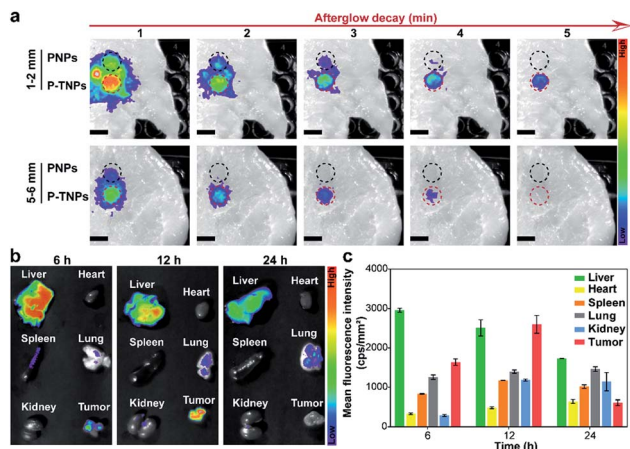 Afterglow decay (min)
a
1 2 3 4 5
1-2 mm
PNPs
P-TNPs
5-6 mm
PNPs
P-TNPs
High
Low
b
6 h 12 h 24 h
Liver Heart Liver Heart Liver Heart
Spleen Lung Spleen Lung Spleen Lung
Kidney Tumor Kidney Tumor Kidney Tumor
High
Low
c
Mean fluorescence intensity
(cps/mm²)
4000
3000
2000
1000
0
Liver
Heart
Spleen
Lung
Kidney
Tumor
6 12 24
Time (h)